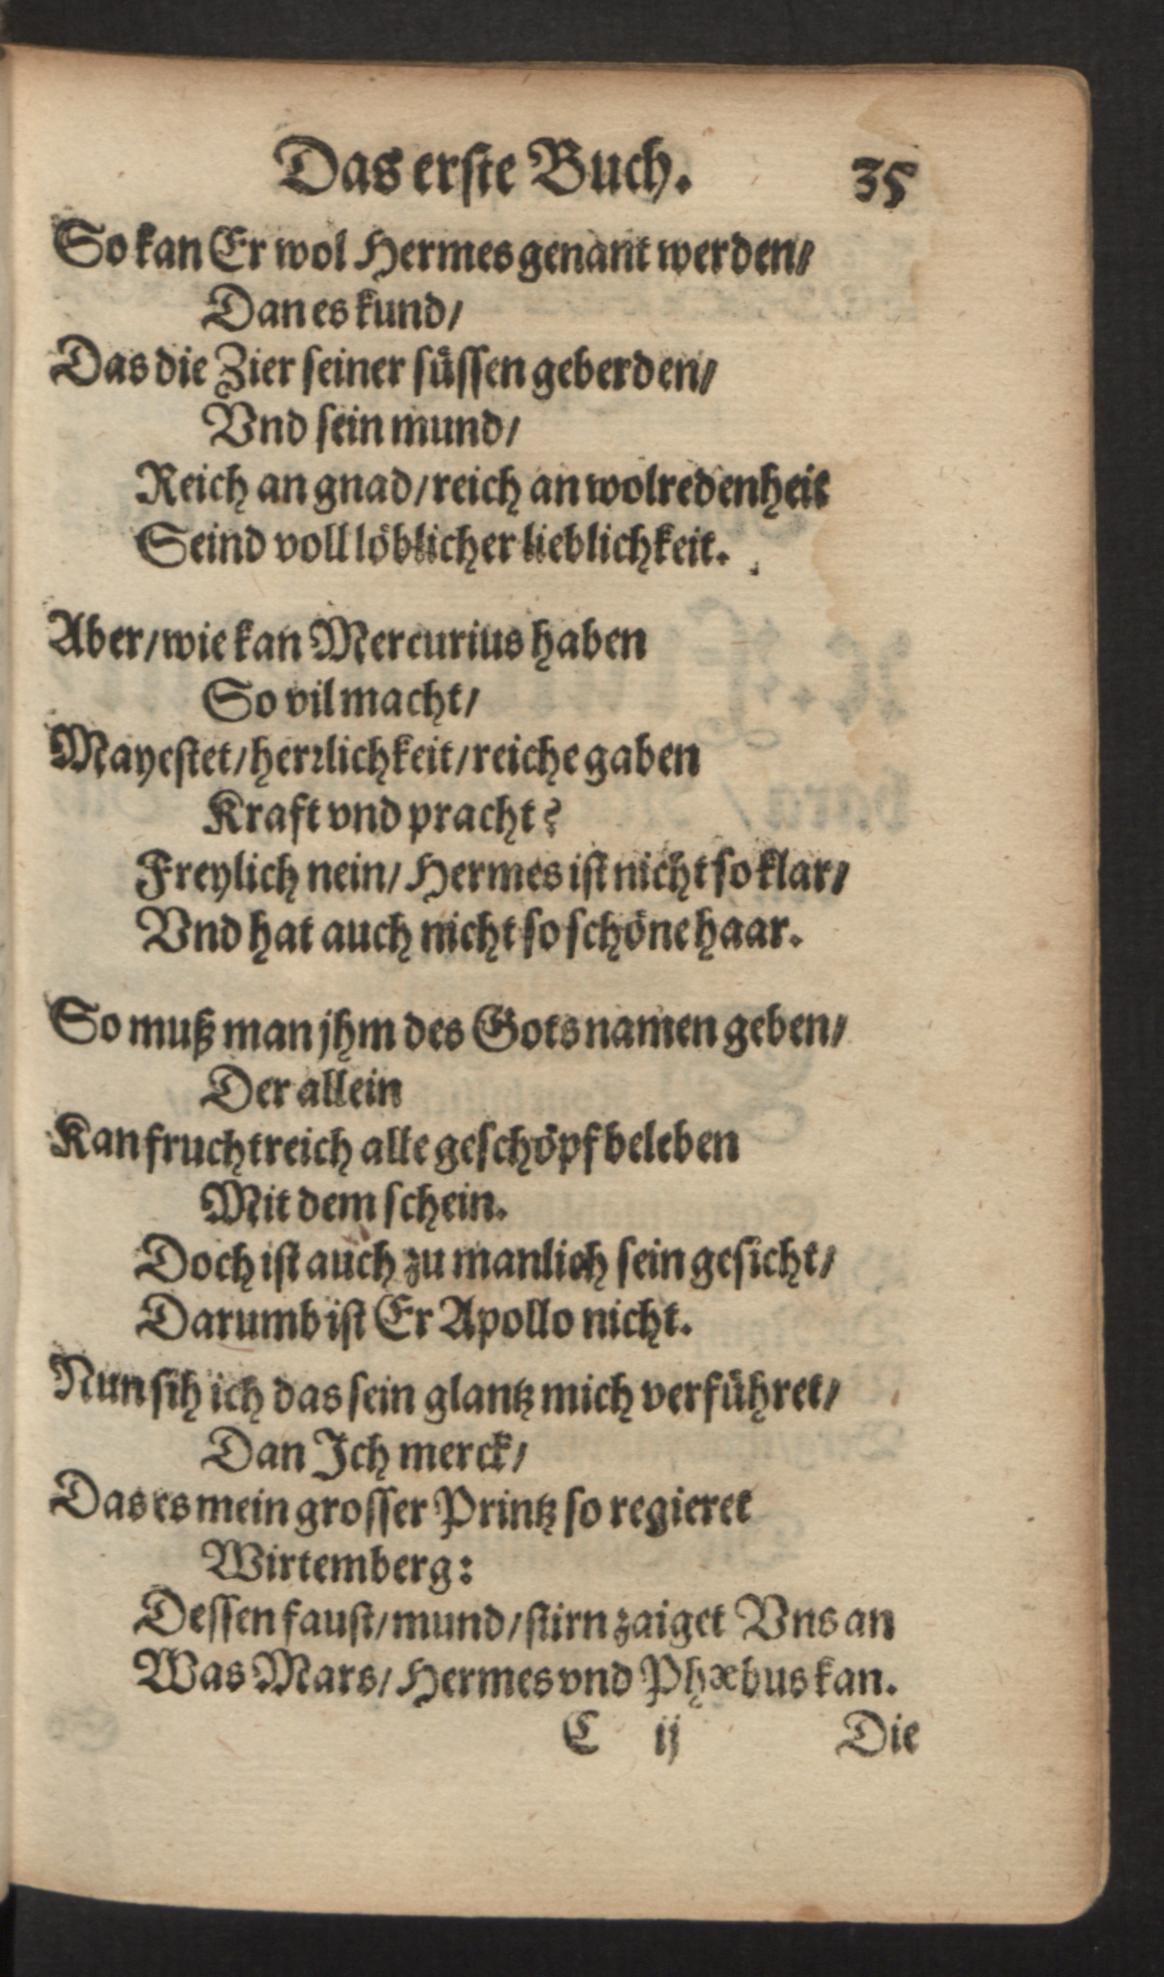 Das erste Buch. 35
So kan Er wol Hermes genant werden/
Dan es kund/
Das die Zier seiner süssen geberden/
Vnd sein mund/
Reich an gnad/reich an wolredenheit
Seind voll löblicher lieblichkeit.
Aber/wie kan Mercurius haben
So vil macht/
Mayestet/herrlichkeit/reiche gaben
Kraft vnd pracht?
Freylich nein/Hermes ist nicht so klar/
Vnd hat auch nicht so schöne haar.
So muß man jhm des Gots namen geben/
Der allein
Kan fruchtreich alle geschöpf beleben
Mit dem schein.
Doch ist auch zu manlich sein gesicht/
Darumb ist Er Apollo nicht.
Nun sih ich das sein glantz mich verführet/
Dan Ich merck/
Das es mein grosser Printz so regieret
Wirtemberg:
Dessen faust/mund/stirn zaiget Vns an
Was Mars/Hermes vnd Phæbus kan.
C ij Die